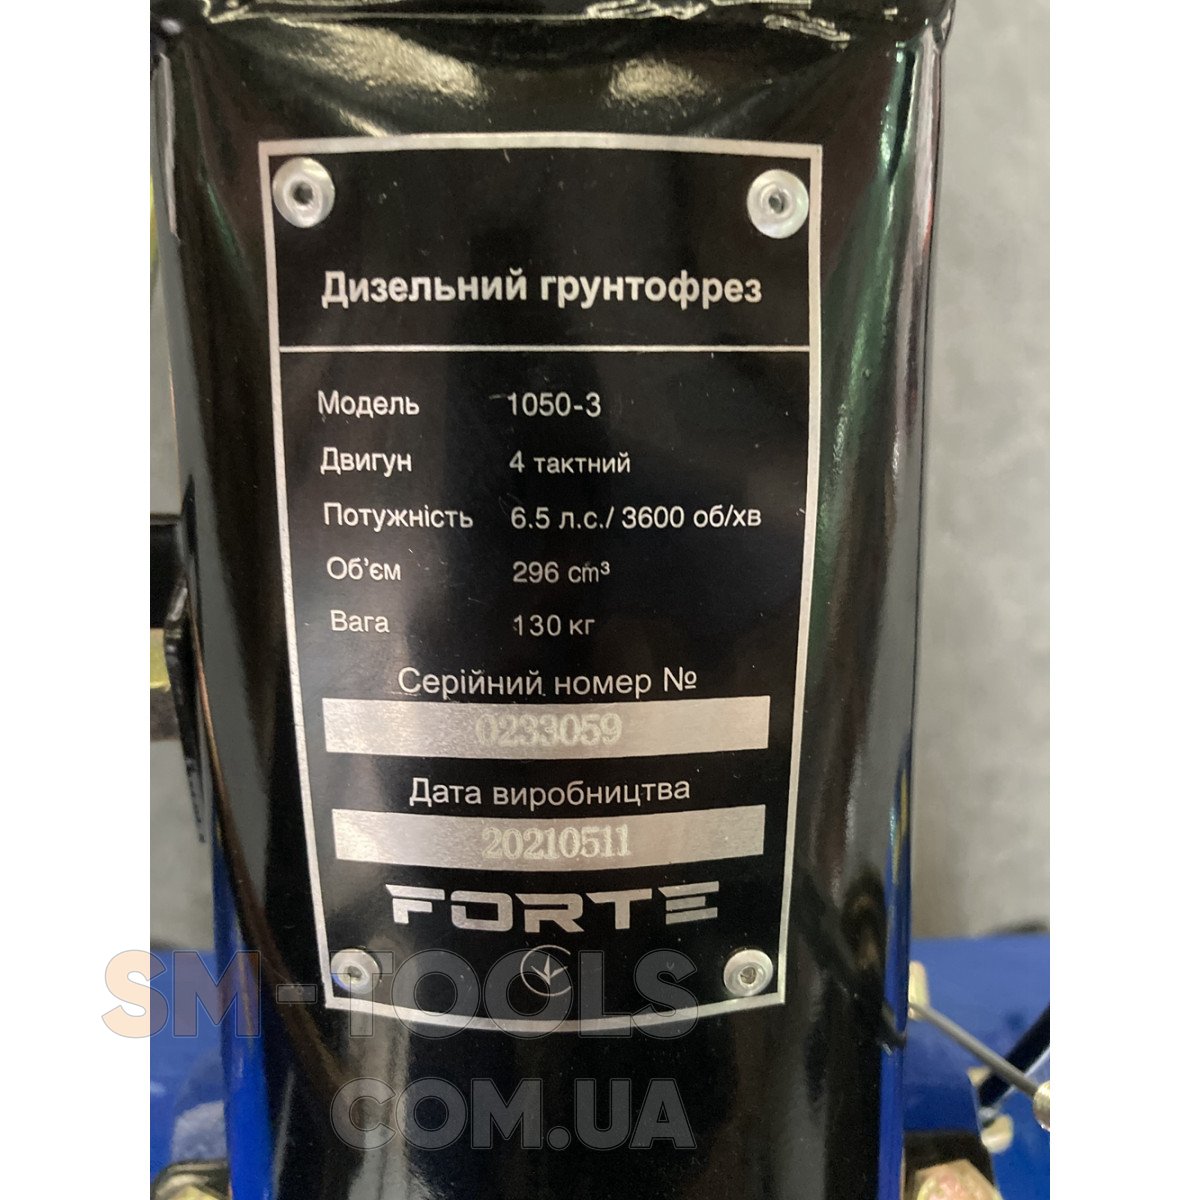 Дизельний грунтофрез
Модель 1050-3
Двигун 4 тактний
Потужність 6.5 л.с./ 3600 об/хв
Об'єм 296 cm³
Вага 130 кг
Серійний номер №
0233059
Дата виробництва
20210511
FORTE
SM-TOOLS
COM.UA